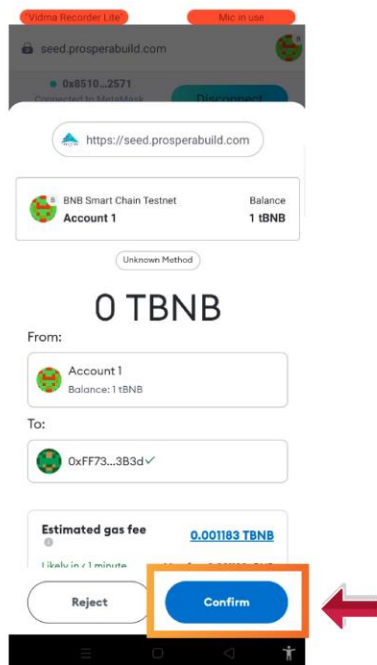 "Vidma Recorder Lite" Mic in use
seed.prosperabuild.com B
0x8510...2571
Connected to MetaMask Disconnect
https://seed.prosperabuild.com
B BNB Smart Chain Testnet Balance
Account 1 1 tBNB
Unknown Method
0 TBNB
From:
Account 1
Balance: 1 tBNB
To:
0xFF73...3B3d
Estimated gas fee 0.001183 TBNB
Likely in < 1 minute
Reject Confirm